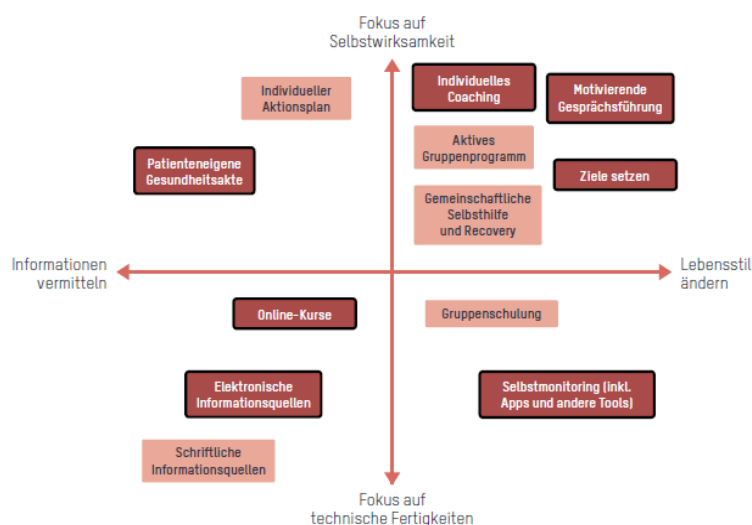 Fokus auf
Selbstwirksamkeit
Individueller
Aktionsplan
Individuelles
Coaching
Motivierende
Gesprächsführung
Patienteneigene
Gesundheitsakte
Aktives
Gruppenprogramm
Ziele setzen
Gemeinschaftliche
Selbsthilfe
und Recovery
Informationen
vermitteln
Lebensstil
ändern
Online-Kurse
Gruppenschulung
Elektronische
Informationsquellen
Selbstmonitoring (inkl.
Apps und andere Tools)
Schriftliche
Informationsquellen
Fokus auf
technische Fertigkeiten